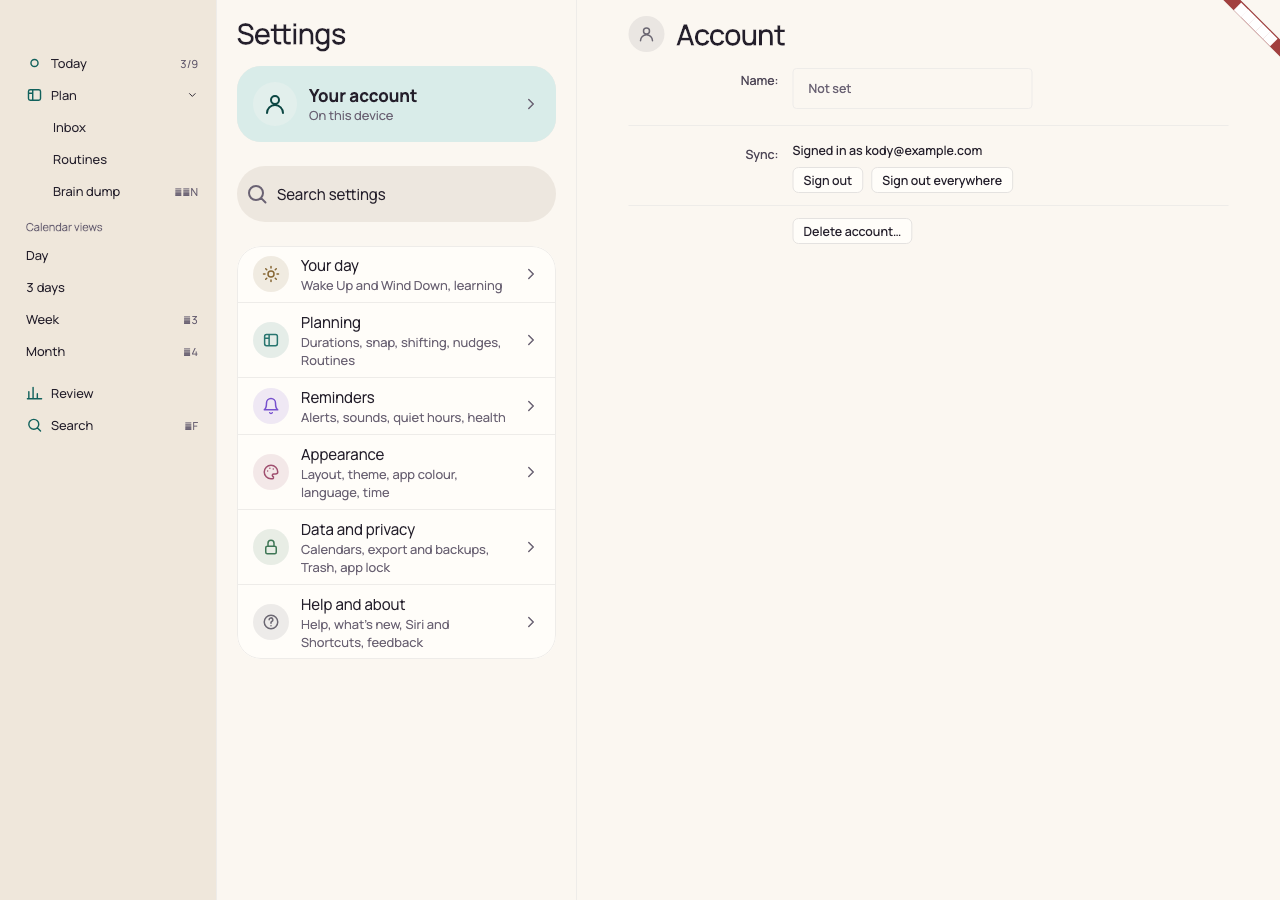 Today 3/9
Plan
Inbox
Routines
Brain dump N
Calendar views
Day
3 days
Week 3
Month 4
Review
Search F
Settings
Your account
On this device
Search settings
Your day
Wake Up and Wind Down, learning
Planning
Durations, snap, shifting, nudges,
Routines
Reminders
Alerts, sounds, quiet hours, health
Appearance
Layout, theme, app colour,
language, time
Data and privacy
Calendars, export and backups,
Trash, app lock
Help and about
Help, what's new, Siri and
Shortcuts, feedback
Account
Name: Not set
Sync: Signed in as kody@example.com
Sign out Sign out everywhere
Delete account…